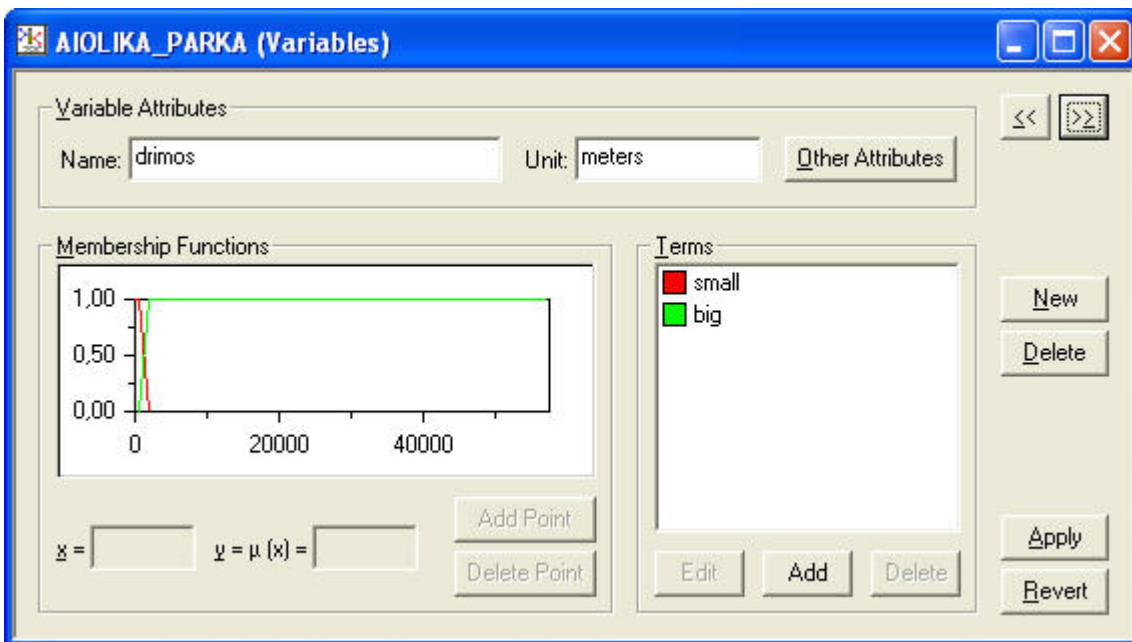 AIOLIKA_PARKA (Variables)
Variable Attributes
Name: drimos Unit: meters Other Attributes
<< >>
Membership Functions
1,00
0,50
0,00
0 20000 40000
x = y = μ (x) =
Add Point
Delete Point
Terms
small
big
Edit Add Delete
New
Delete
Apply
Revert